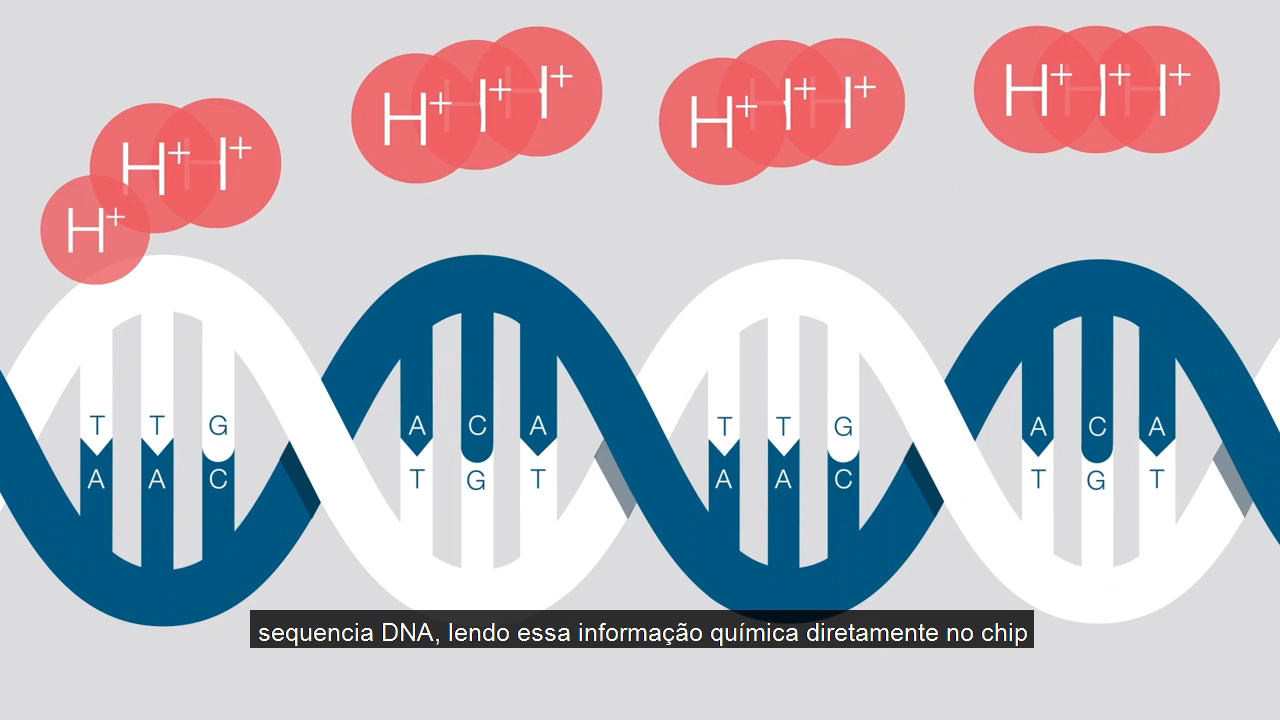 H+ H+ H+ H+ H+ H+ H+ H+ H+ H+ H+ H+
T T G A C A T T G A C A
A A C T G T A A C T G T
sequencia DNA, lendo essa informação química diretamente no chip